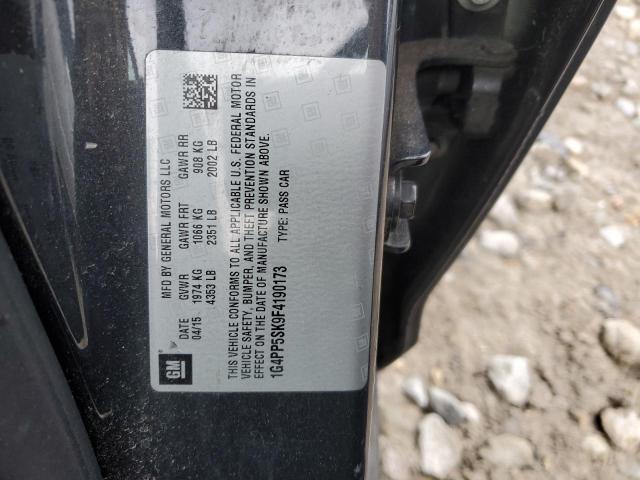 GM
MFD BY GENERAL MOTORS LLC
DATE GVWR GAWR FRT GAWR RR
04/15 1974 KG 1066 KG 908 KG
4353 LB 2351 LB 2002 LB
THIS VEHICLE CONFORMS TO ALL APPLICABLE U.S. FEDERAL MOTOR
VEHICLE SAFETY, BUMPER, AND THEFT PREVENTION STANDARDS IN
EFFECT ON THE DATE OF MANUFACTURE SHOWN ABOVE.
1G4PP5SK9F4190173 TYPE: PASS CAR